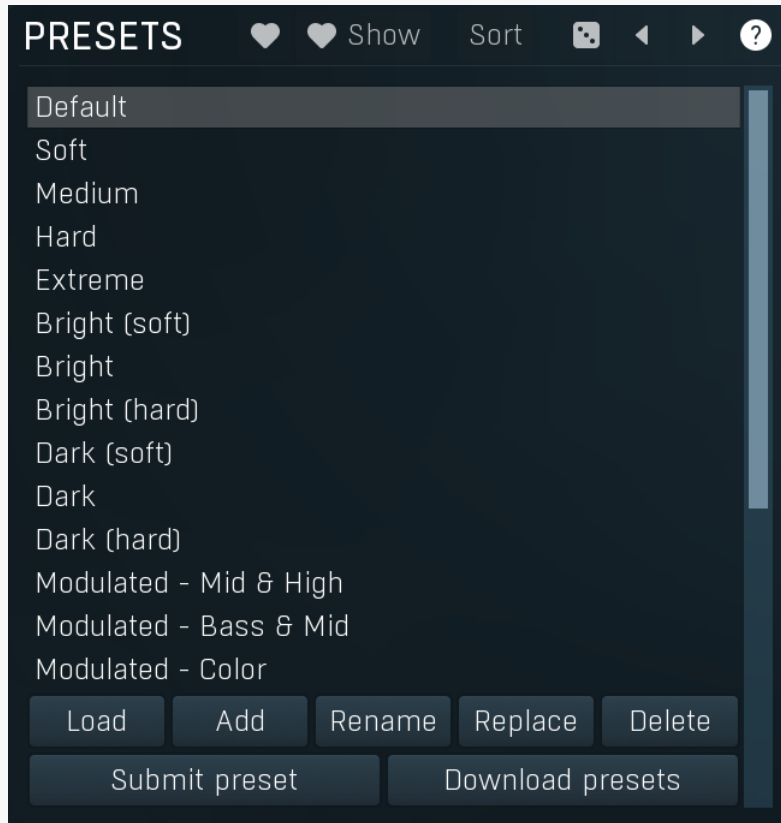 PRESETS Show Sort ?
Default
Soft
Medium
Hard
Extreme
Bright (soft)
Bright
Bright (hard)
Dark (soft)
Dark
Dark (hard)
Modulated - Mid & High
Modulated - Bass & Mid
Modulated - Color
Load Add Rename Replace Delete
Submit preset Download presets